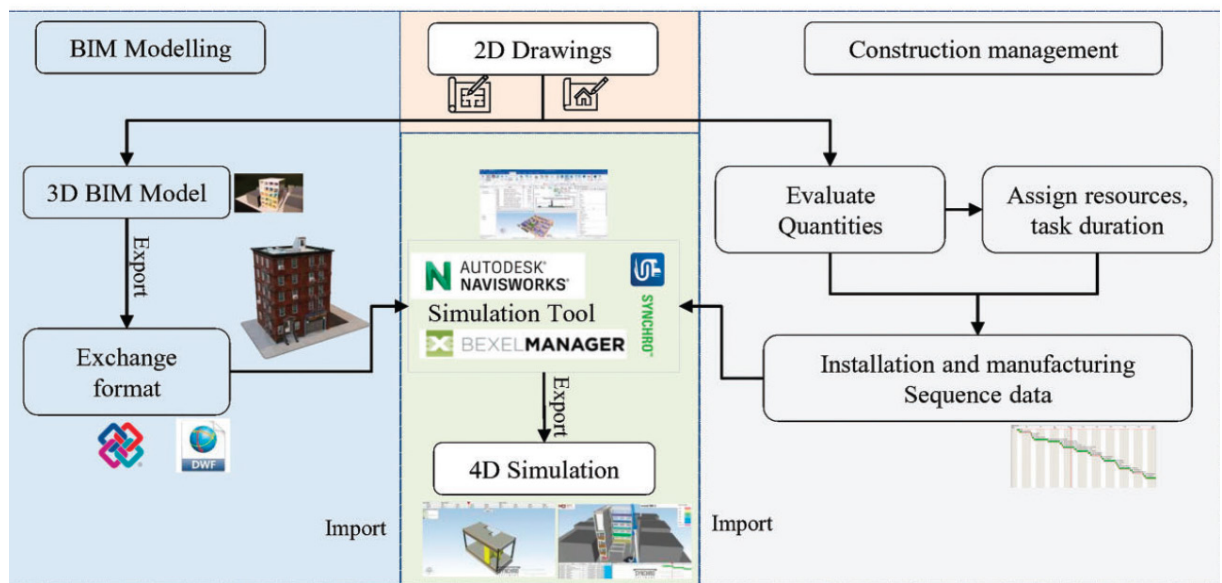 BIM Modelling
2D Drawings
Construction management
3D BIM Model
Export
Exchange
format
DWF
AUTODESK®
NAVISWORKS®
Simulation Tool
BEXELMANAGER
SYNCHRO™
Export
4D Simulation
SYNCHRO
Import
Evaluate
Quantities
Assign resources,
task duration
Installation and manufacturing
Sequence data
Import